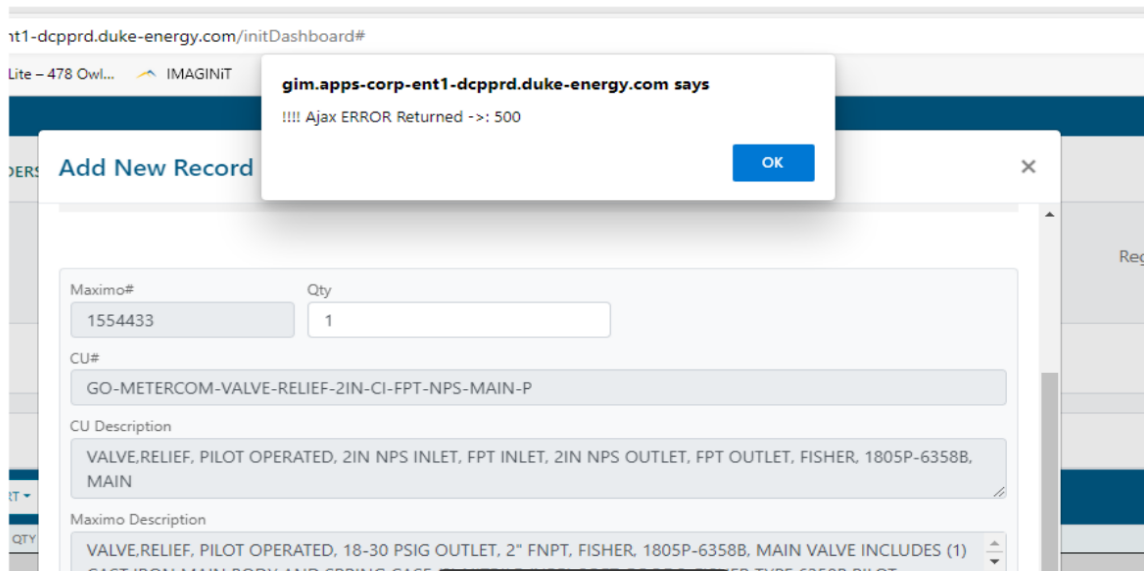 nt1-dcpprd.duke-energy.com/initDashboard#
Lite – 478 Owl... IMAGINiT
gim.apps-corp-ent1-dcpprd.duke-energy.com says
!!!! Ajax ERROR Returned ->: 500
OK
DERS
Add New Record
×
Reg
Maximo#
Qty
1554433
1
CU#
GO-METERCOM-VALVE-RELIEF-2IN-CI-FPT-NPS-MAIN-P
CU Description
VALVE,RELIEF, PILOT OPERATED, 2IN NPS INLET, FPT INLET, 2IN NPS OUTLET, FPT OUTLET, FISHER, 1805P-6358B,
MAIN
RT
Maximo Description
QTY
VALVE,RELIEF, PILOT OPERATED, 18-30 PSIG OUTLET, 2" FNPT, FISHER, 1805P-6358B, MAIN VALVE INCLUDES (1)